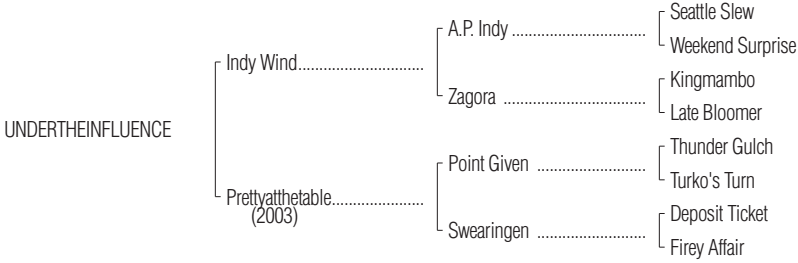 Seattle Slew
A.P. Indy ................................
Weekend Surprise
Indy Wind..............................
Kingmambo
Zagora ..................................
Late Bloomer
UNDERTHEINFLUENCE
Thunder Gulch
Point Given ..........................
Turko's Turn
Prettyatthetable......................
(2003)
Deposit Ticket
Swearingen ..........................
Firey Affair